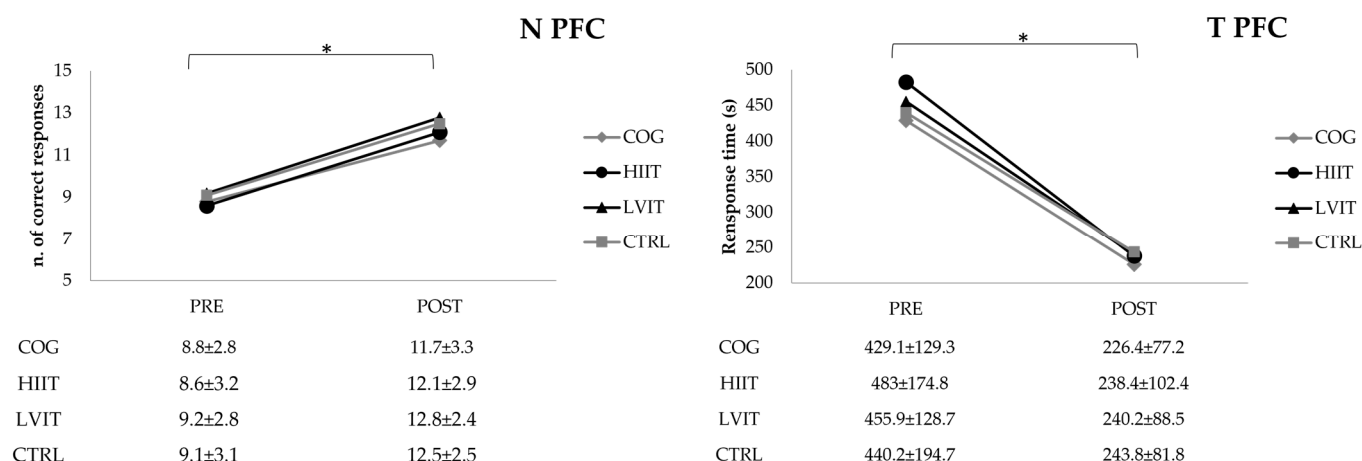 N PFC
*
15
13
11
9
7
5
n. of correct responses
COG
HIIT
LVIT
CTRL
PRE POST
COG 8.8±2.8 11.7±3.3
HIIT 8.6±3.2 12.1±2.9
LVIT 9.2±2.8 12.8±2.4
CTRL 9.1±3.1 12.5±2.5
T PFC
*
500
450
400
350
300
250
200
Rensponse time (s)
COG
HIIT
LVIT
CTRL
PRE POST
COG 429.1±129.3 226.4±77.2
HIIT 483±174.8 238.4±102.4
LVIT 455.9±128.7 240.2±88.5
CTRL 440.2±194.7 243.8±81.8